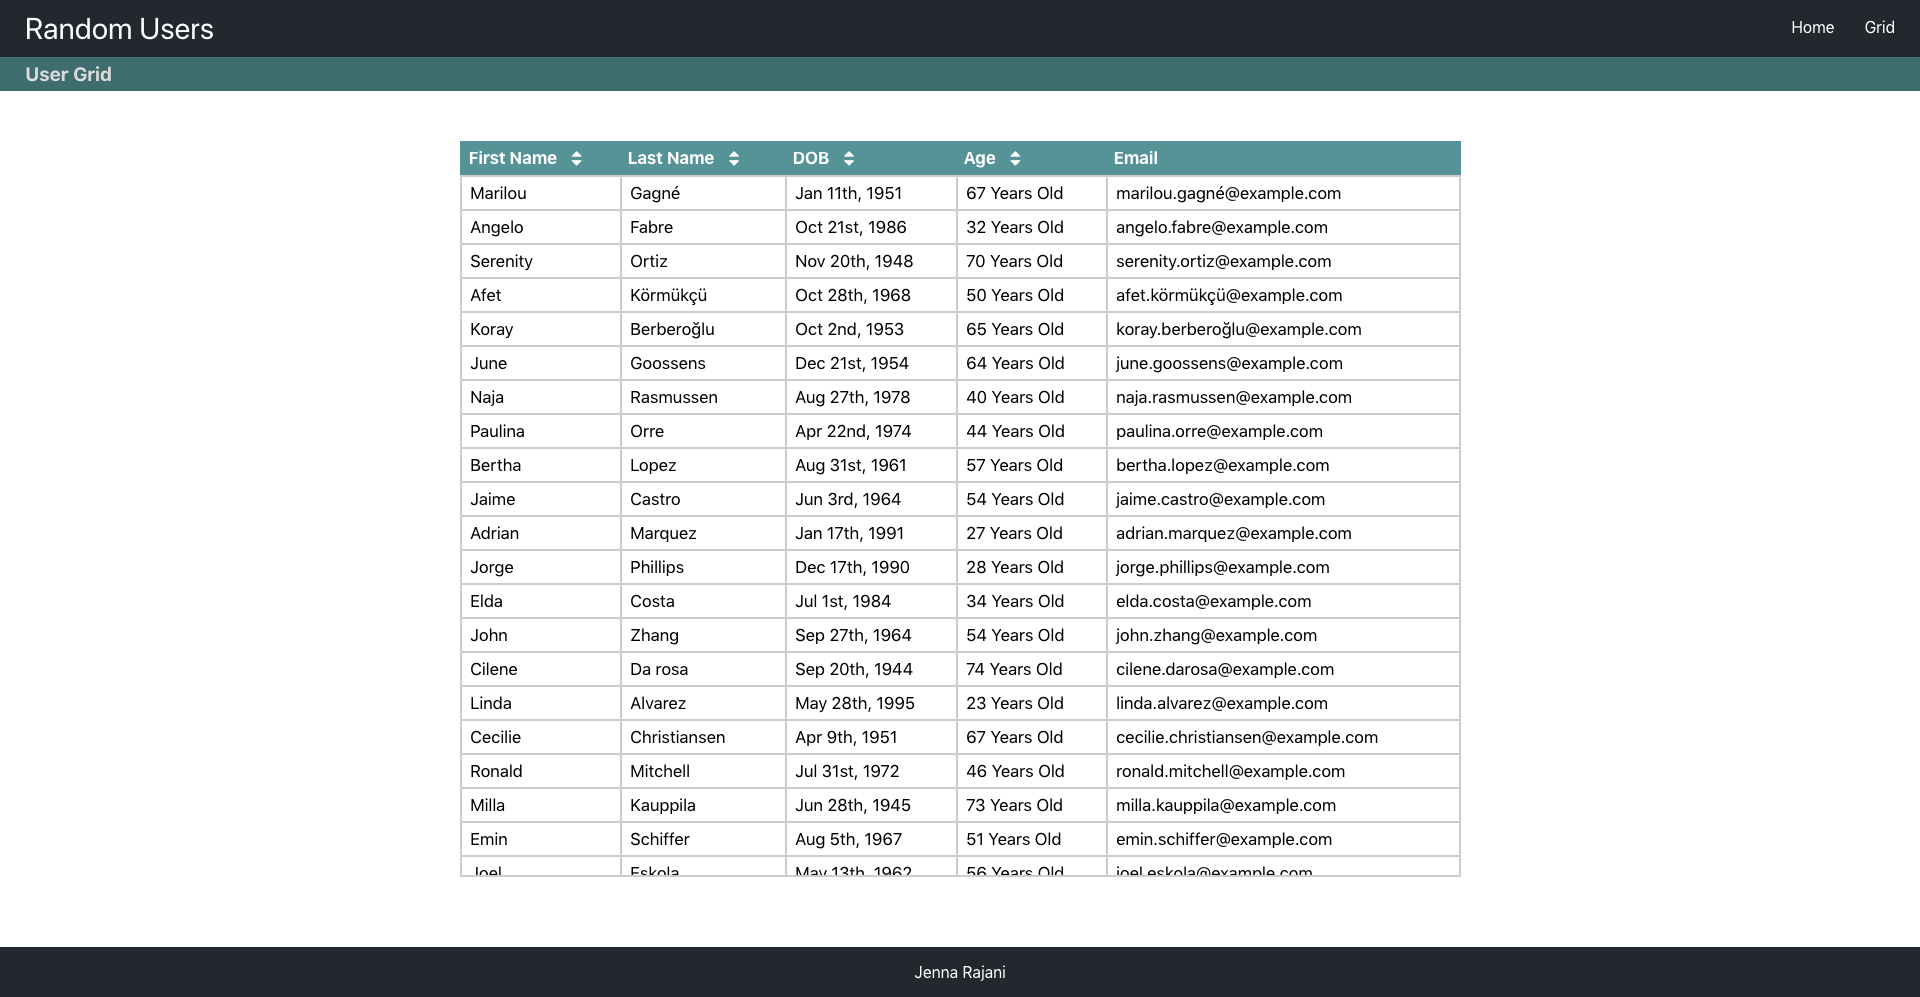 Random Users Home Grid
User Grid
First Name Last Name DOB Age Email
Marilou Gagné Jan 11th, 1951 67 Years Old marilou.gagné@example.com
Angelo Fabre Oct 21st, 1986 32 Years Old angelo.fabre@example.com
Serenity Ortiz Nov 20th, 1948 70 Years Old serenity.ortiz@example.com
Afet Körmükçü Oct 28th, 1968 50 Years Old afet.körmükçü@example.com
Koray Berberoğlu Oct 2nd, 1953 65 Years Old koray.berberoğlu@example.com
June Goossens Dec 21st, 1954 64 Years Old june.goossens@example.com
Naja Rasmussen Aug 27th, 1978 40 Years Old naja.rasmussen@example.com
Paulina Orre Apr 22nd, 1974 44 Years Old paulina.orre@example.com
Bertha Lopez Aug 31st, 1961 57 Years Old bertha.lopez@example.com
Jaime Castro Jun 3rd, 1964 54 Years Old jaime.castro@example.com
Adrian Marquez Jan 17th, 1991 27 Years Old adrian.marquez@example.com
Jorge Phillips Dec 17th, 1990 28 Years Old jorge.phillips@example.com
Elda Costa Jul 1st, 1984 34 Years Old elda.costa@example.com
John Zhang Sep 27th, 1964 54 Years Old john.zhang@example.com
Cilene Da rosa Sep 20th, 1944 74 Years Old cilene.darosa@example.com
Linda Alvarez May 28th, 1995 23 Years Old linda.alvarez@example.com
Cecilie Christiansen Apr 9th, 1951 67 Years Old cecilie.christiansen@example.com
Ronald Mitchell Jul 31st, 1972 46 Years Old ronald.mitchell@example.com
Milla Kauppila Jun 28th, 1945 73 Years Old milla.kauppila@example.com
Emin Schiffer Aug 5th, 1967 51 Years Old emin.schiffer@example.com
Joel Eskola May 13th, 1962 56 Years Old joel.eskola@example.com
Jenna Rajani